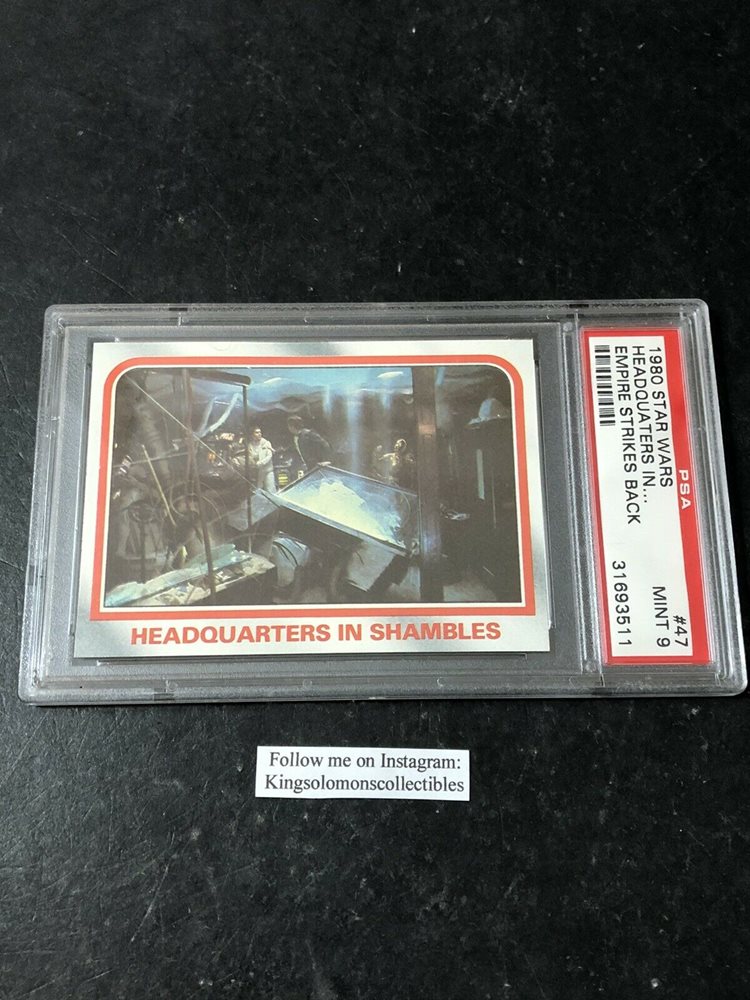 HEADQUARTERS IN SHAMBLES
1980 STAR WARS
HEADQUATERS IN...
EMPIRE STRIKES BACK
PSA
#47
MINT 9
31693511
Follow me on Instagram:
Kingsolomonscollectibles